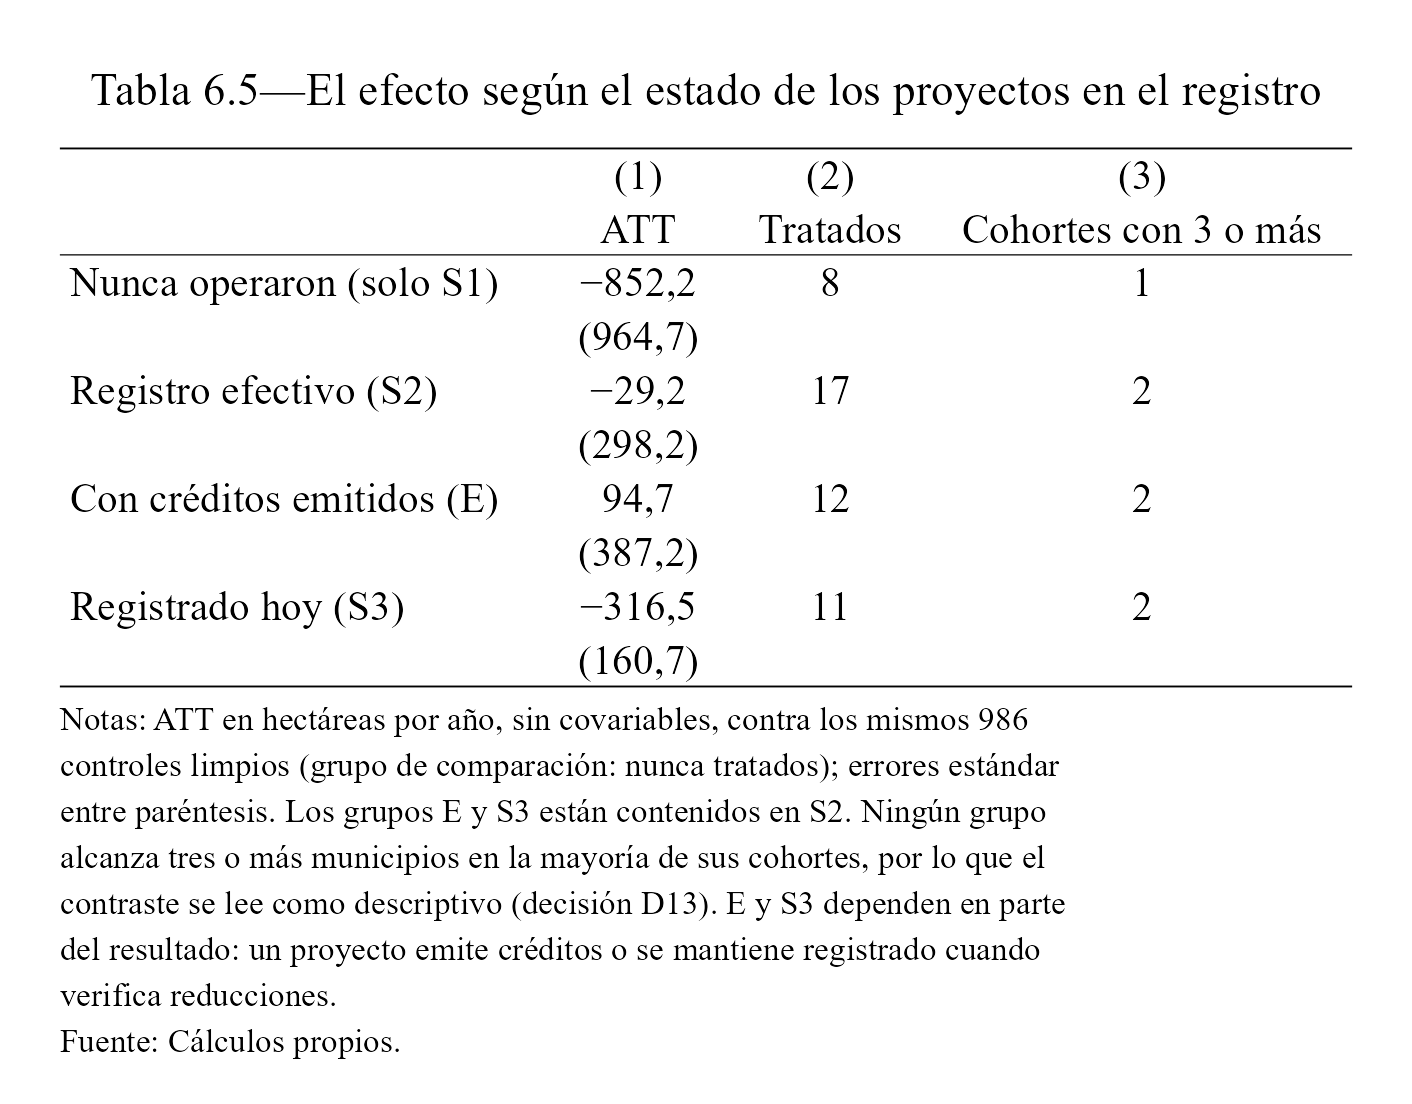 Tabla 6.5—El efecto según el estado de los proyectos en el registro
(1) (2) (3)
ATT Tratados Cohortes con 3 o más
Nunca operaron (solo S1) −852,2 8 1
(964,7)
Registro efectivo (S2) −29,2 17 2
(298,2)
Con créditos emitidos (E) 94,7 12 2
(387,2)
Registrado hoy (S3) −316,5 11 2
(160,7)
Notas: ATT en hectáreas por año, sin covariables, contra los mismos 986
controles limpios (grupo de comparación: nunca tratados); errores estándar
entre paréntesis. Los grupos E y S3 están contenidos en S2. Ningún grupo
alcanza tres o más municipios en la mayoría de sus cohortes, por lo que el
contraste se lee como descriptivo (decisión D13). E y S3 dependen en parte
del resultado: un proyecto emite créditos o se mantiene registrado cuando
verifica reducciones.
Fuente: Cálculos propios.